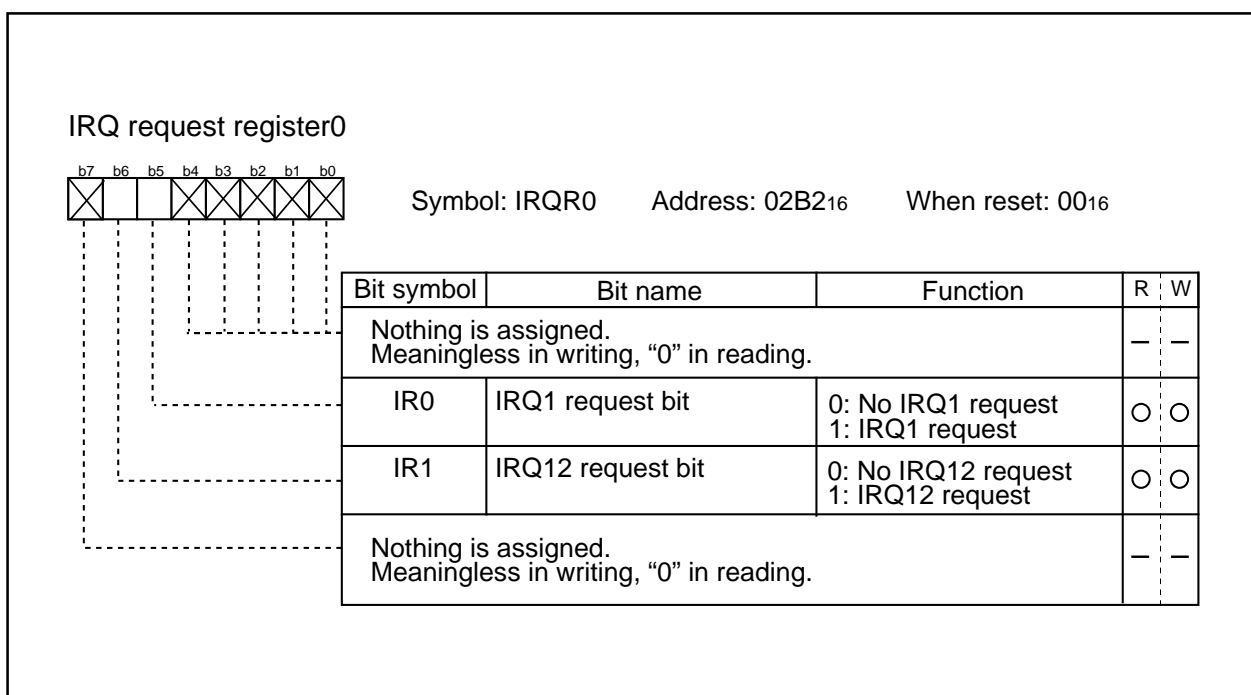 IRQ request register0
b7 b6 b5 b4 b3 b2 b1 b0
Symbol: IRQR0 Address: 02B216 When reset: 0016
Bit symbol Bit name Function R W
Nothing is assigned.
Meaningless in writing, “0” in reading. – –
IR0 IRQ1 request bit 0: No IRQ1 request
1: IRQ1 request
IR1 IRQ12 request bit 0: No IRQ12 request
1: IRQ12 request
Nothing is assigned.
Meaningless in writing, “0” in reading. – –